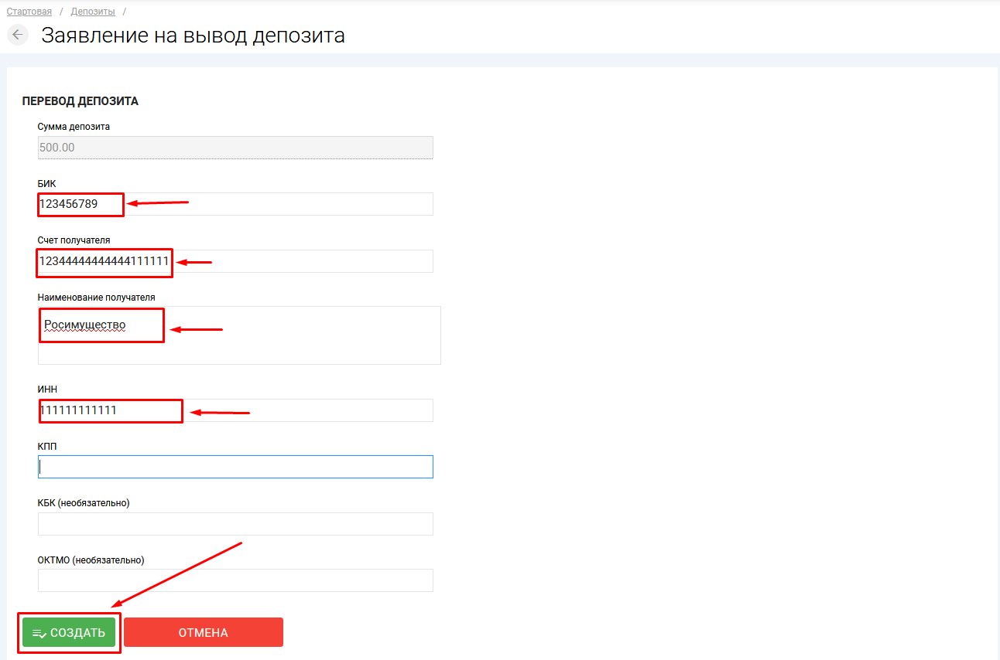 Стартовая / Депозиты /
Заявление на вывод депозита
ПЕРЕВОД ДЕПОЗИТА
Сумма депозита
500.00
БИК
123456789
Счет получателя
12344444444444111111
Наименование получателя
Росимущество
ИНН
111111111111
КПП
КБК (необязательно)
ОКТМО (необязательно)
СОЗДАТЬ ОТМЕНА